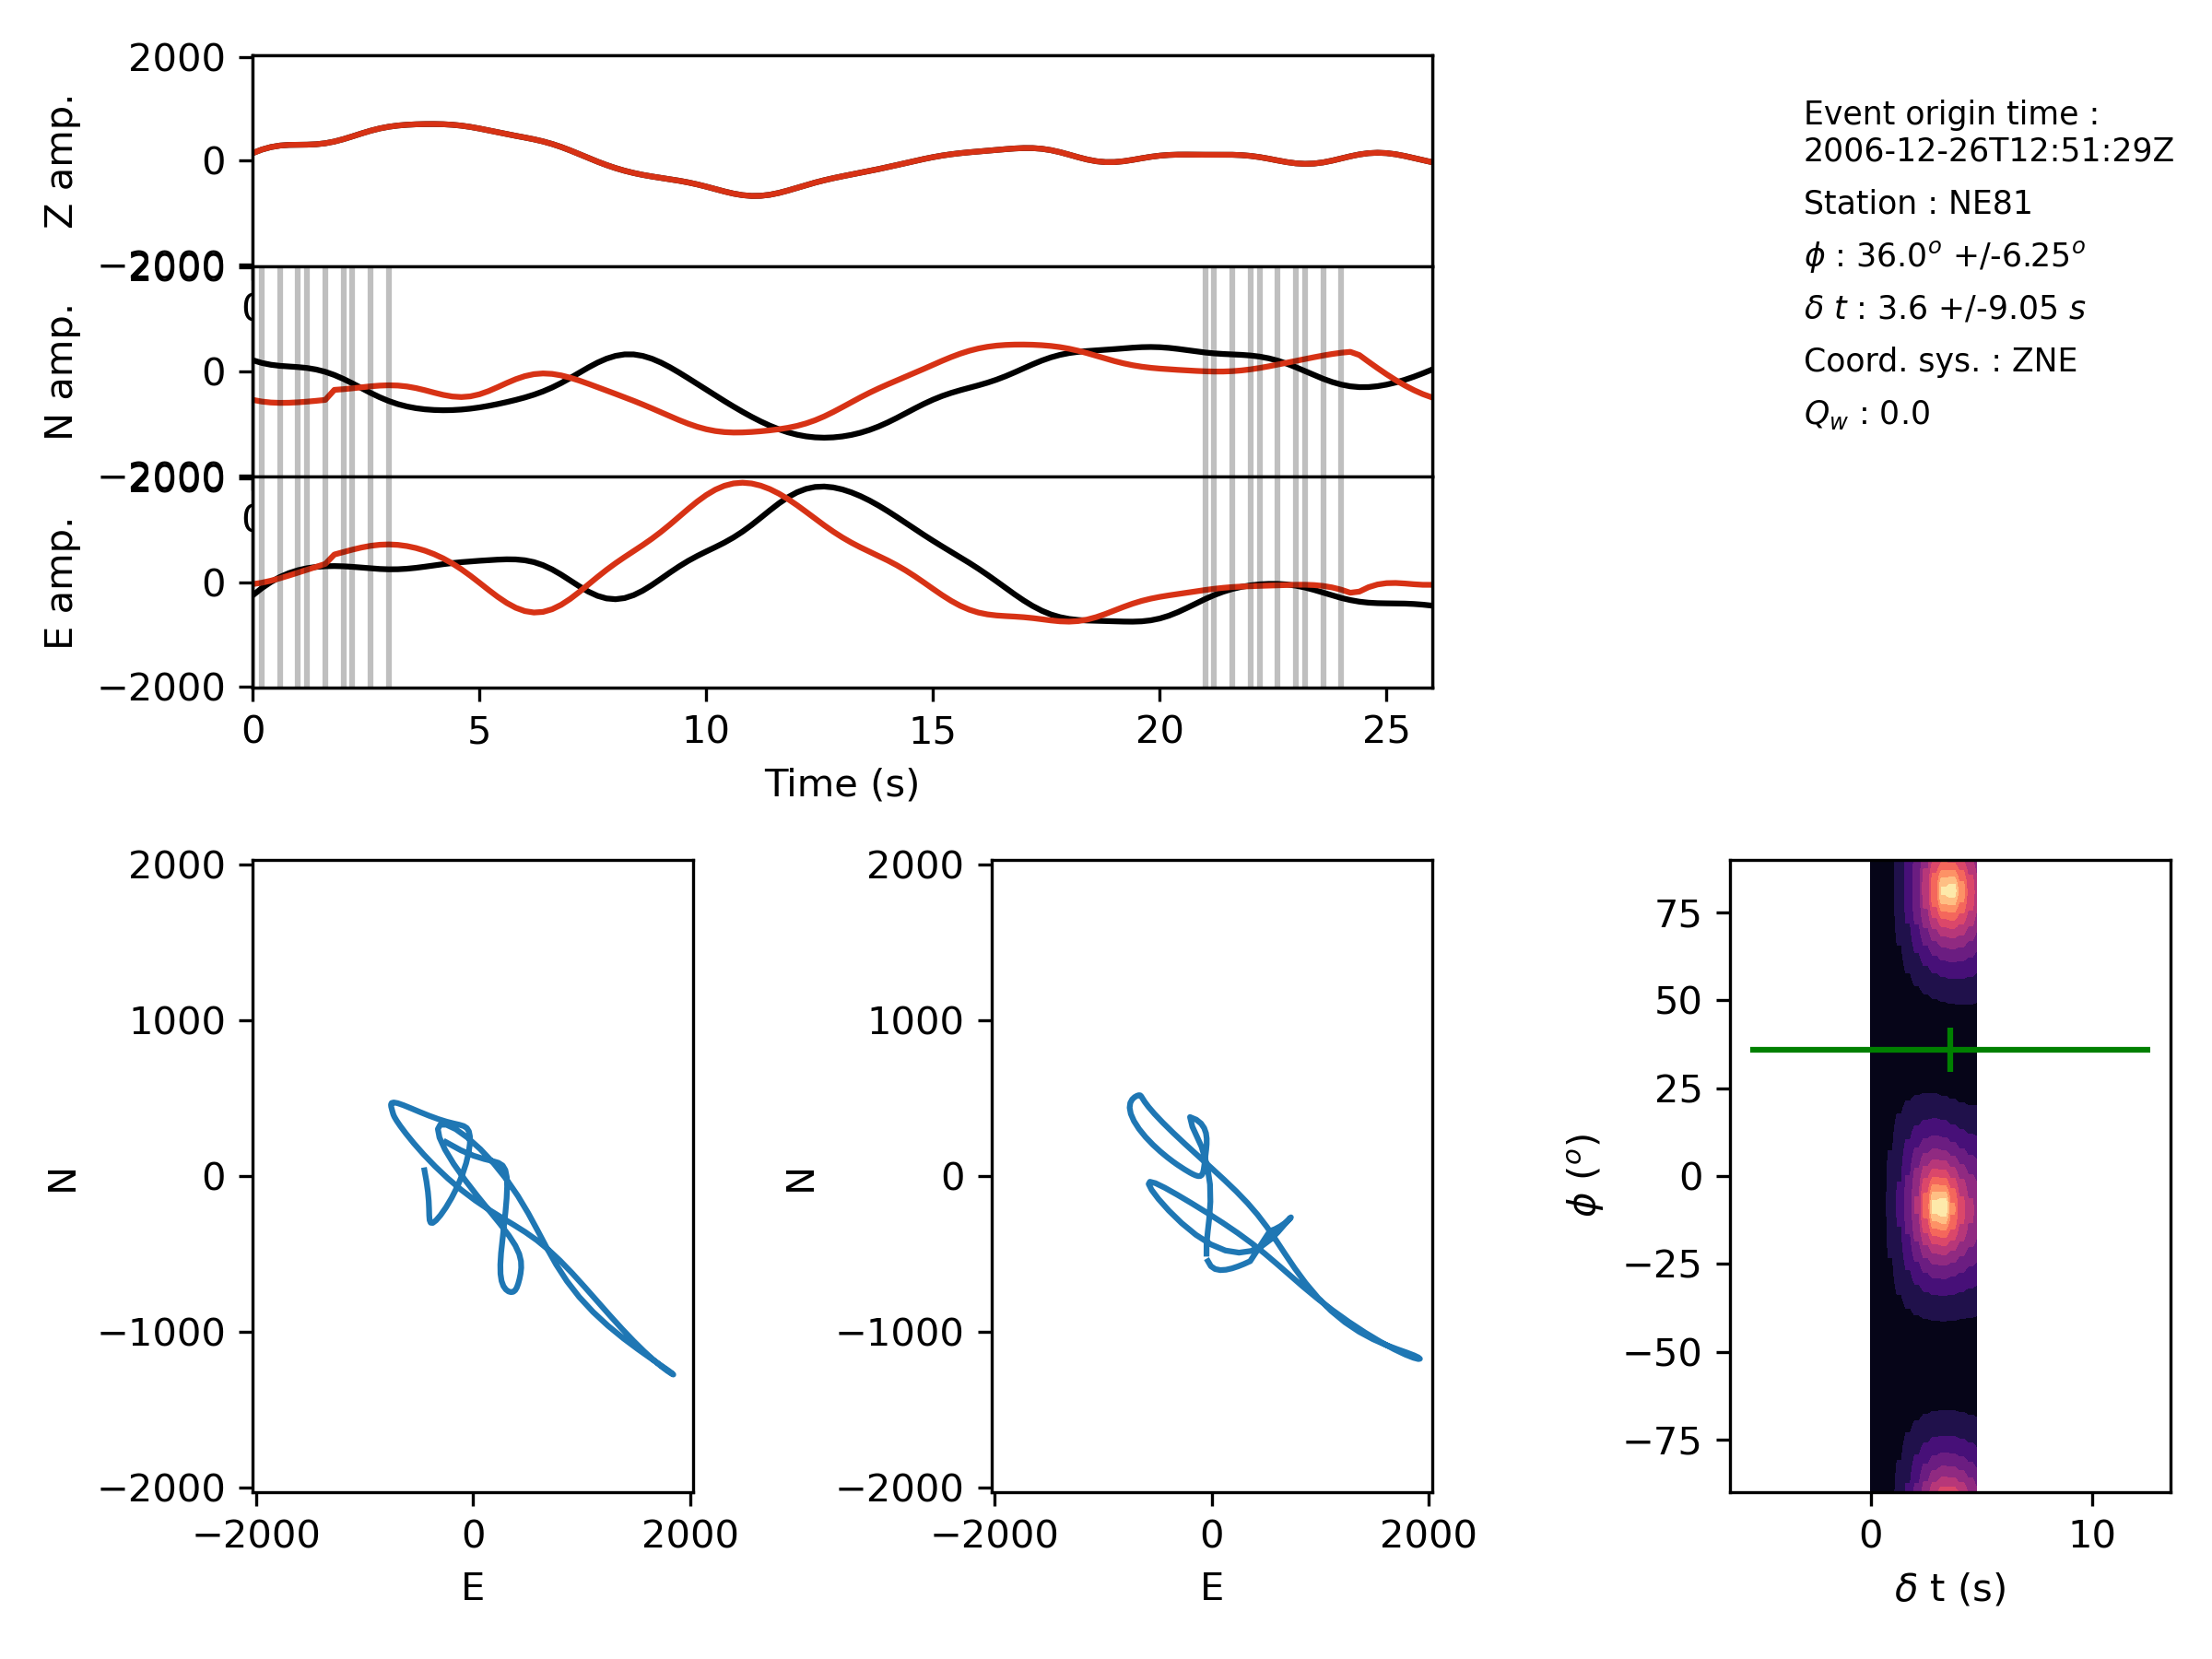 2000
0
−2000
Z amp.
2000
0
−2000
N amp.
2000
0
−2000
E amp.
0 5 10 15 20 25
Time (s)
Event origin time :
2006-12-26T12:51:29Z
Station : NE81
ϕ : 36.0° +/-6.25°
δ t : 3.6 +/-9.05 s
Coord. sys. : ZNE
Qw : 0.0
2000
1000
0
−1000
−2000
N
−2000 0 2000
E
2000
1000
0
−1000
−2000
N
−2000 0 2000
E
75
50
25
0
−25
−50
−75
ϕ (°)
0 10
δ t (s)